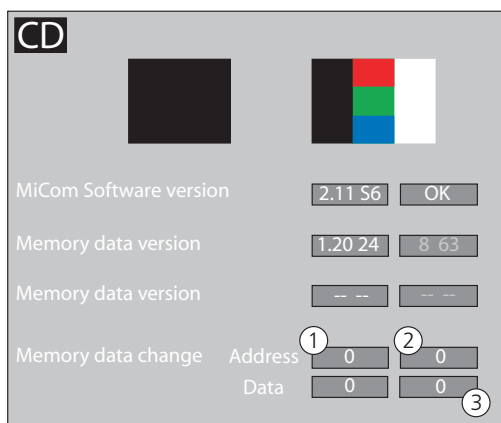 CD
MiCom Software version 2.11 S6 OK
Memory data version 1.20 24 8 63
Memory data version -- -- -- --
1 2
Memory data change Address 0 0
Data 0 0
3